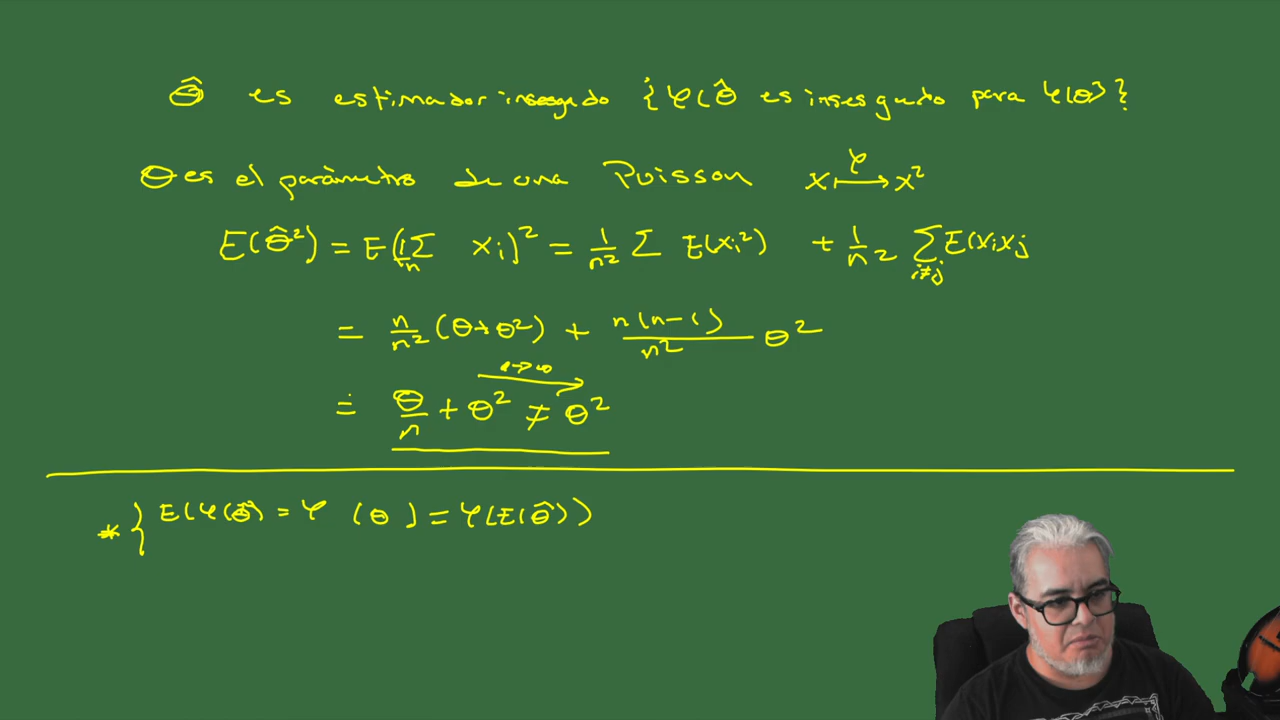 θ̂ es estimador insesgado {φ(θ̂ es insesgado para φ(θ)}
θ es el parámetro de una Poisson x ↦ x² φ
E(θ̂²) = E(1/n Σ xi)² = 1/n² Σ E(xi²) + 1/n² Σ i≠j E(xixj
= n/n² (θ+θ²) + n(n-1)/n² θ²
n→∞
= θ/n + θ² ≠ θ²
* { E(φ(θ̂) = φ (θ) = φ(E(θ̂))